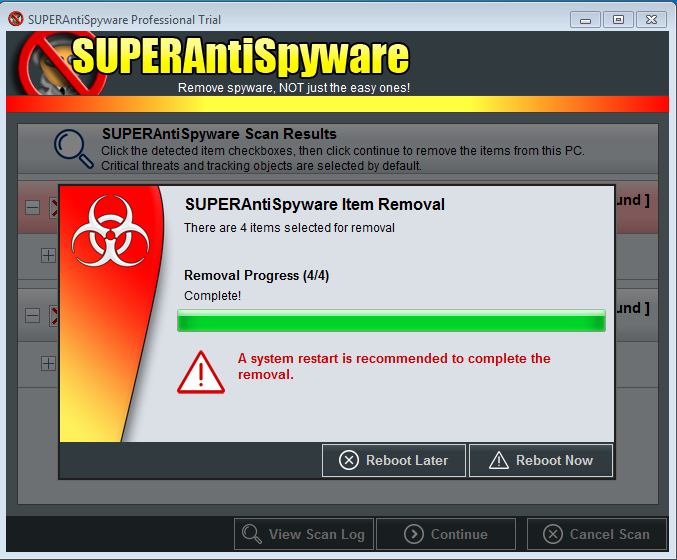 SUPERAntiSpyware Professional Trial
SUPERAntiSpyware
Remove spyware, NOT just the easy ones!
SUPERAntiSpyware Scan Results
Click the detected item checkboxes, then click continue to remove the items from this PC.
Critical threats and tracking objects are selected by default.
und ]
SUPERAntiSpyware Item Removal
There are 4 items selected for removal
Removal Progress (4/4)
Complete!
und ]
A system restart is recommended to complete the
removal.
Reboot Later
Reboot Now
View Scan Log
Continue
Cancel Scan